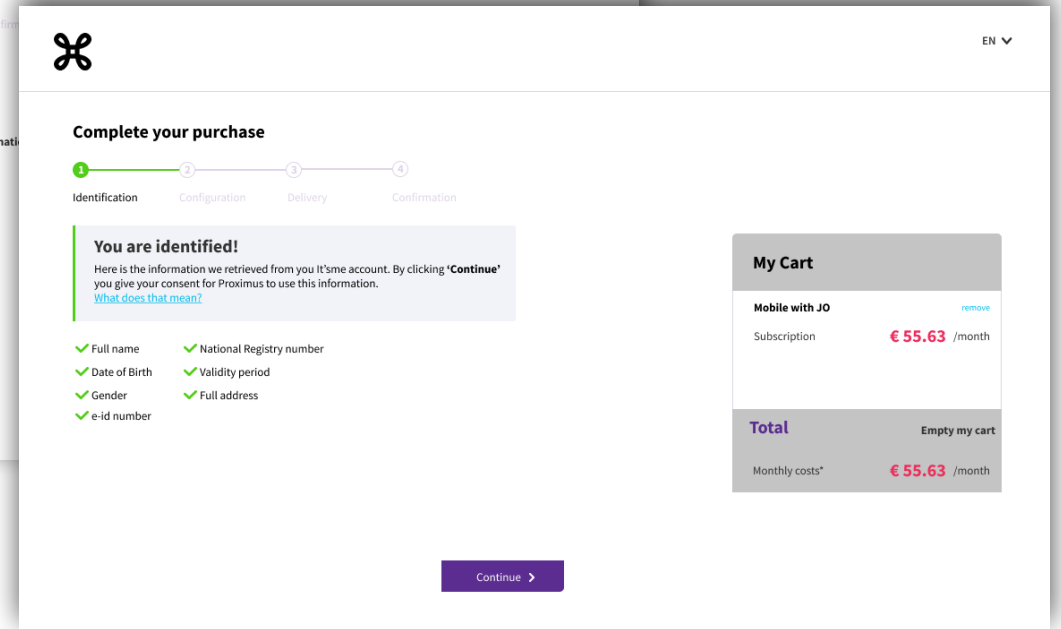 EN
Complete your purchase
1 2 3 4
Identification Configuration Delivery Confirmation
You are identified!
Here is the information we retrieved from you It'sme account. By clicking ‘Continue’
you give your consent for Proximus to use this information.
What does that mean?
Full name
National Registry number
Date of Birth
Validity period
Gender
Full address
e-id number
My Cart
Mobile with JO remove
Subscription € 55.63 /month
Total Empty my cart
Monthly costs* € 55.63 /month
Continue